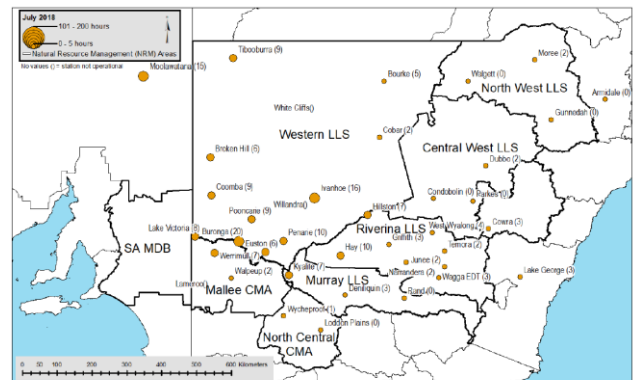 July 2018
101 - 200 hours
0 - 5 hours
Natural Resource Management (NRM) Areas
No values () = station not operational
Moolawatana (15)
Tibooburra (9)
Bourke (5)
Moree (2)
Walgett (0)
North West LLS
Armidale (0)
Gunnedah (0)
White Cliffs()
Western LLS
Cobar (2)
Central West LLS
Dubbo (2)
Broken Hill (6)
Coomba (9)
Ivanhoe (16)
Condobolin (0)
Parkes (0)
Willandra()
Pooncarie (9)
Hillston (7)
Riverina LLS
West Wyalong (4)
Cowra (3)
Lake Victoria (8)
Buronga (20)
Penarie (10)
Griffith (3)
Temora (2)
SA MDB
Euston (6)
Werrimull (7)
Hay (10)
Junee (2)
Kyalite (7)
Narranders (2)
Wagga EDT (3)
Lake George (3)
Walpeup (2)
Lameroo()
Murray LLS
Mallee CMA
Deniliquin (3)
Rand (0)
Wycheproof (1)
Loddon Plains (0)
North Central
CMA
0 50 100 200 300 400 500 600 Kilometers